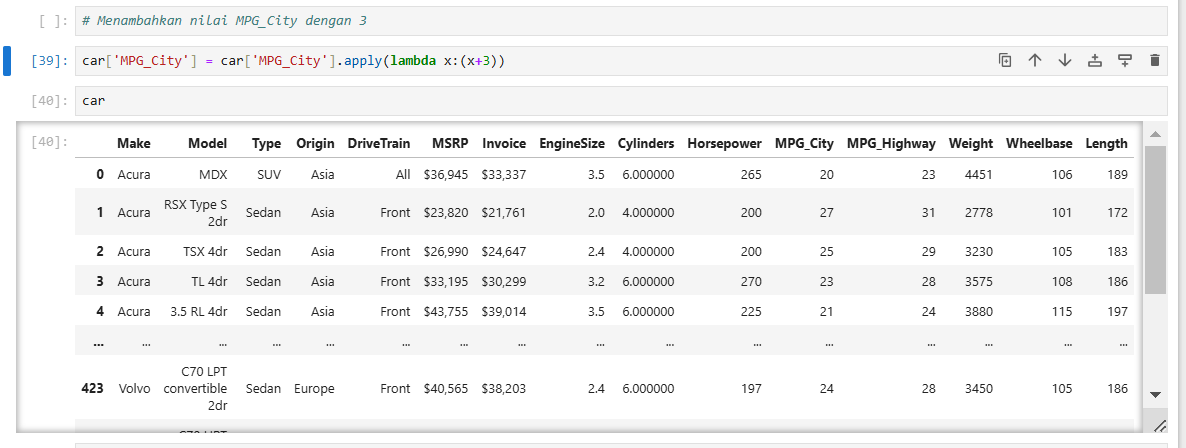 [ ]: # Menambahkan nilai MPG_City dengan 3
[39]: car['MPG_City'] = car['MPG_City'].apply(lambda x:(x+3))
[40]: car
[40]: Make Model Type Origin DriveTrain MSRP Invoice EngineSize Cylinders Horsepower MPG_City MPG_Highway Weight Wheelbase Length
0 Acura MDX SUV Asia All $36,945 $33,337 3.5 6.000000 265 20 23 4451 106 189
1 Acura RSX Type S 2dr Sedan Asia Front $23,820 $21,761 2.0 4.000000 200 27 31 2778 101 172
2 Acura TSX 4dr Sedan Asia Front $26,990 $24,647 2.4 4.000000 200 25 29 3230 105 183
3 Acura TL 4dr Sedan Asia Front $33,195 $30,299 3.2 6.000000 270 23 28 3575 108 186
4 Acura 3.5 RL 4dr Sedan Asia Front $43,755 $39,014 3.5 6.000000 225 21 24 3880 115 197
... ... ... ... ... ... ... ... ... ... ... ... ... ... ... ...
423 Volvo C70 LPT convertible 2dr Sedan Europe Front $40,565 $38,203 2.4 6.000000 197 24 28 3450 105 186